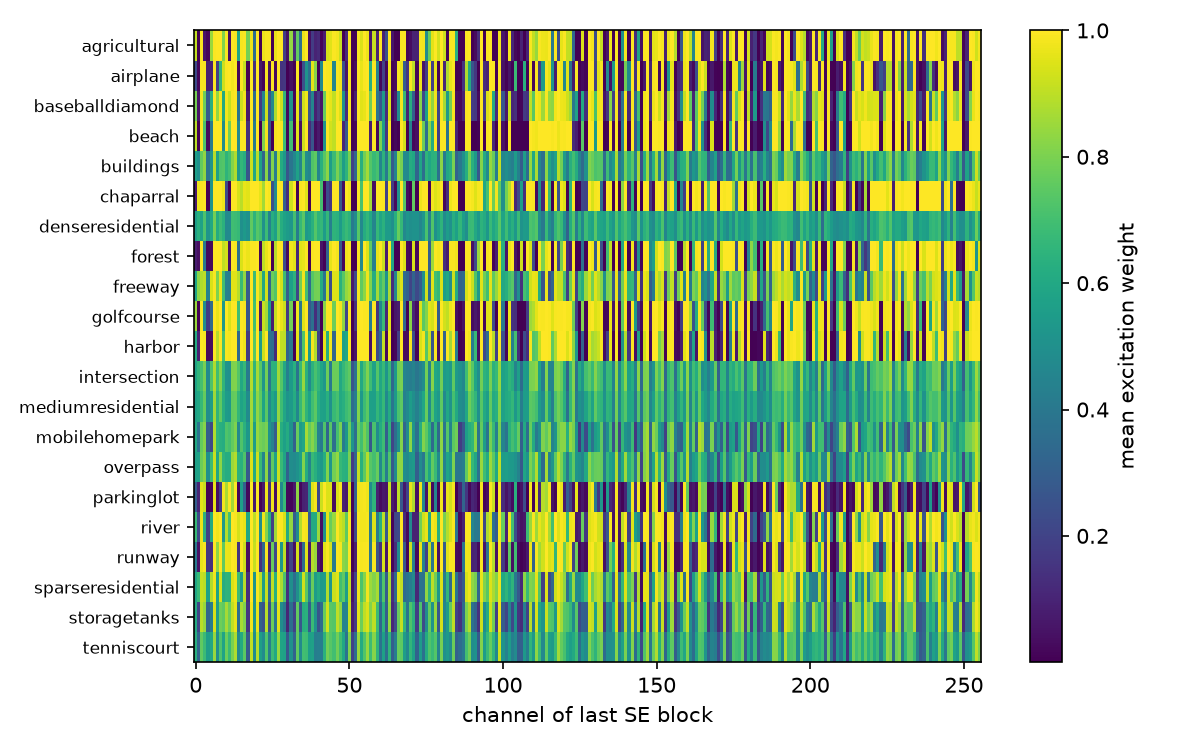 agricultural
airplane
baseballdiamond
beach
buildings
chaparral
denseresidential
forest
freeway
golfcourse
harbor
intersection
mediumresidential
mobilehomepark
overpass
parkinglot
river
runway
sparseresidential
storagetanks
tenniscourt
0 50 100 150 200 250
channel of last SE block
1.0
0.8
0.6
0.4
0.2
mean excitation weight